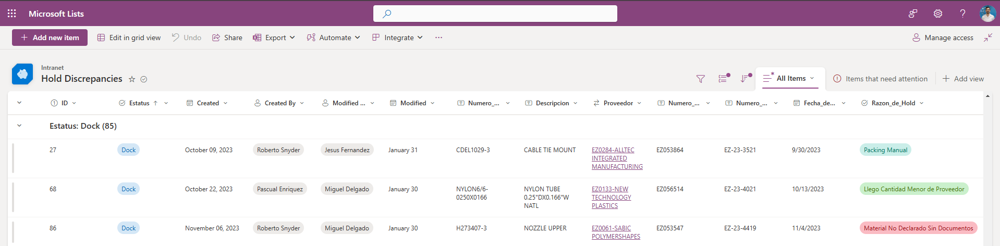 Microsoft Lists
Add new item
Edit in grid view
Undo
Share
Export
Automate
Integrate
Manage access
Intranet
Hold Discrepancies
All Items
Items that need attention
Add view
ID
Estatus
Created
Created By
Modified ...
Modified
Numero_...
Descripcion
Proveedor
Numero_...
Numero_...
Fecha_de...
Razon_de_Hold
Estatus: Dock (85)
27
Dock
October 09, 2023
Roberto Snyder
Jesus Fernandez
January 31
CDEL1029-3
CABLE TIE MOUNT
EZ0284-ALLTEC
INTEGRATED
MANUFACTURING
EZ053864
EZ-23-3521
9/30/2023
Packing Manual
68
Dock
October 22, 2023
Pascual Enriquez
Miguel Delgado
January 30
NYLON6/6-
0250X0166
NYLON TUBE
0.25"DX0.166"W
NATL
EZ0133-NEW
TECHNOLOGY
PLASTICS
EZ056514
EZ-23-4021
10/13/2023
Llego Cantidad Menor de Proveedor
86
Dock
November 06, 2023
Roberto Snyder
Miguel Delgado
January 30
H273407-3
NOZZLE UPPER
EZ0061-SABIC
POLYMERSHAPES
EZ053547
EZ-23-4419
11/4/2023
Material No Declarado Sin Documentos